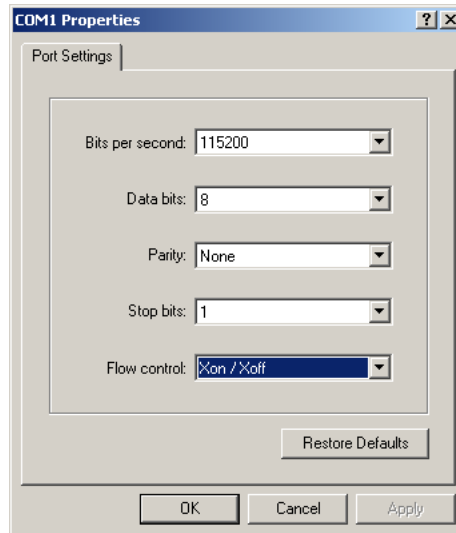 COM1 Properties
Port Settings
Bits per second: 115200
Data bits: 8
Parity: None
Stop bits: 1
Flow control: Xon / Xoff
Restore Defaults
OK Cancel Apply